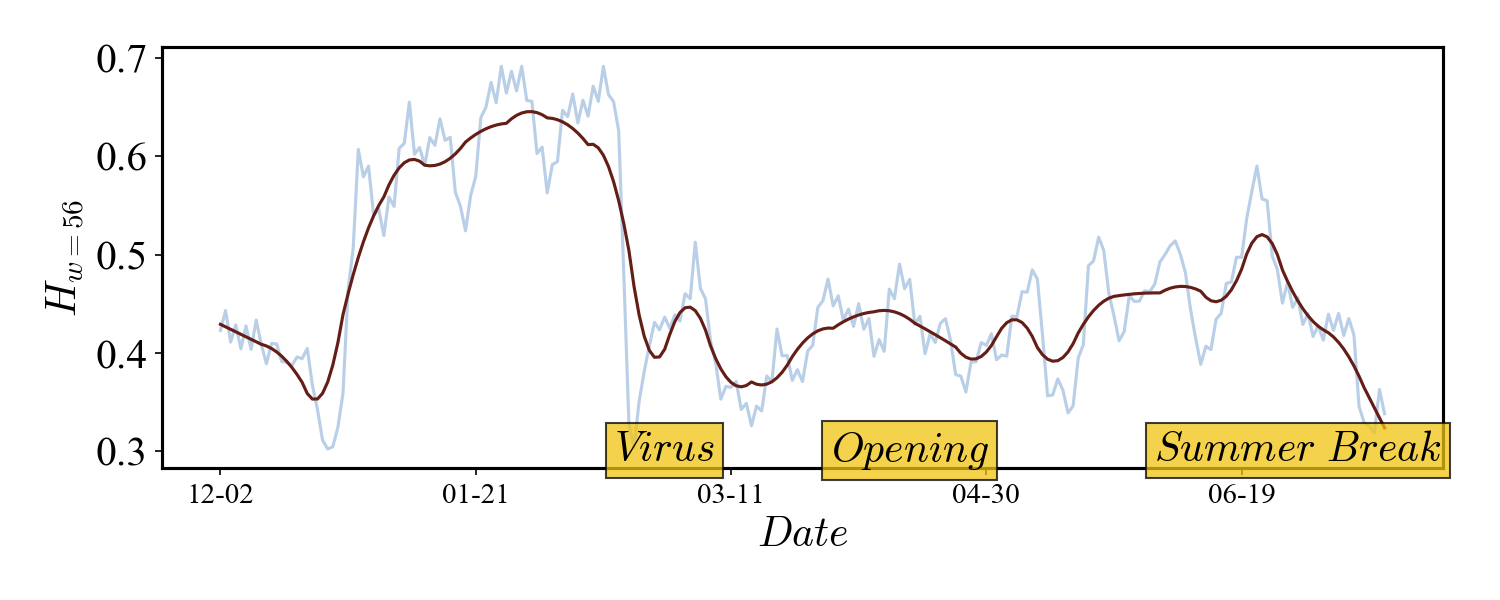 0.7
0.6
0.5
0.4
0.3
H_{w=56}
Virus
Opening
Summer Break
12-02
01-21
03-11
04-30
06-19
Date